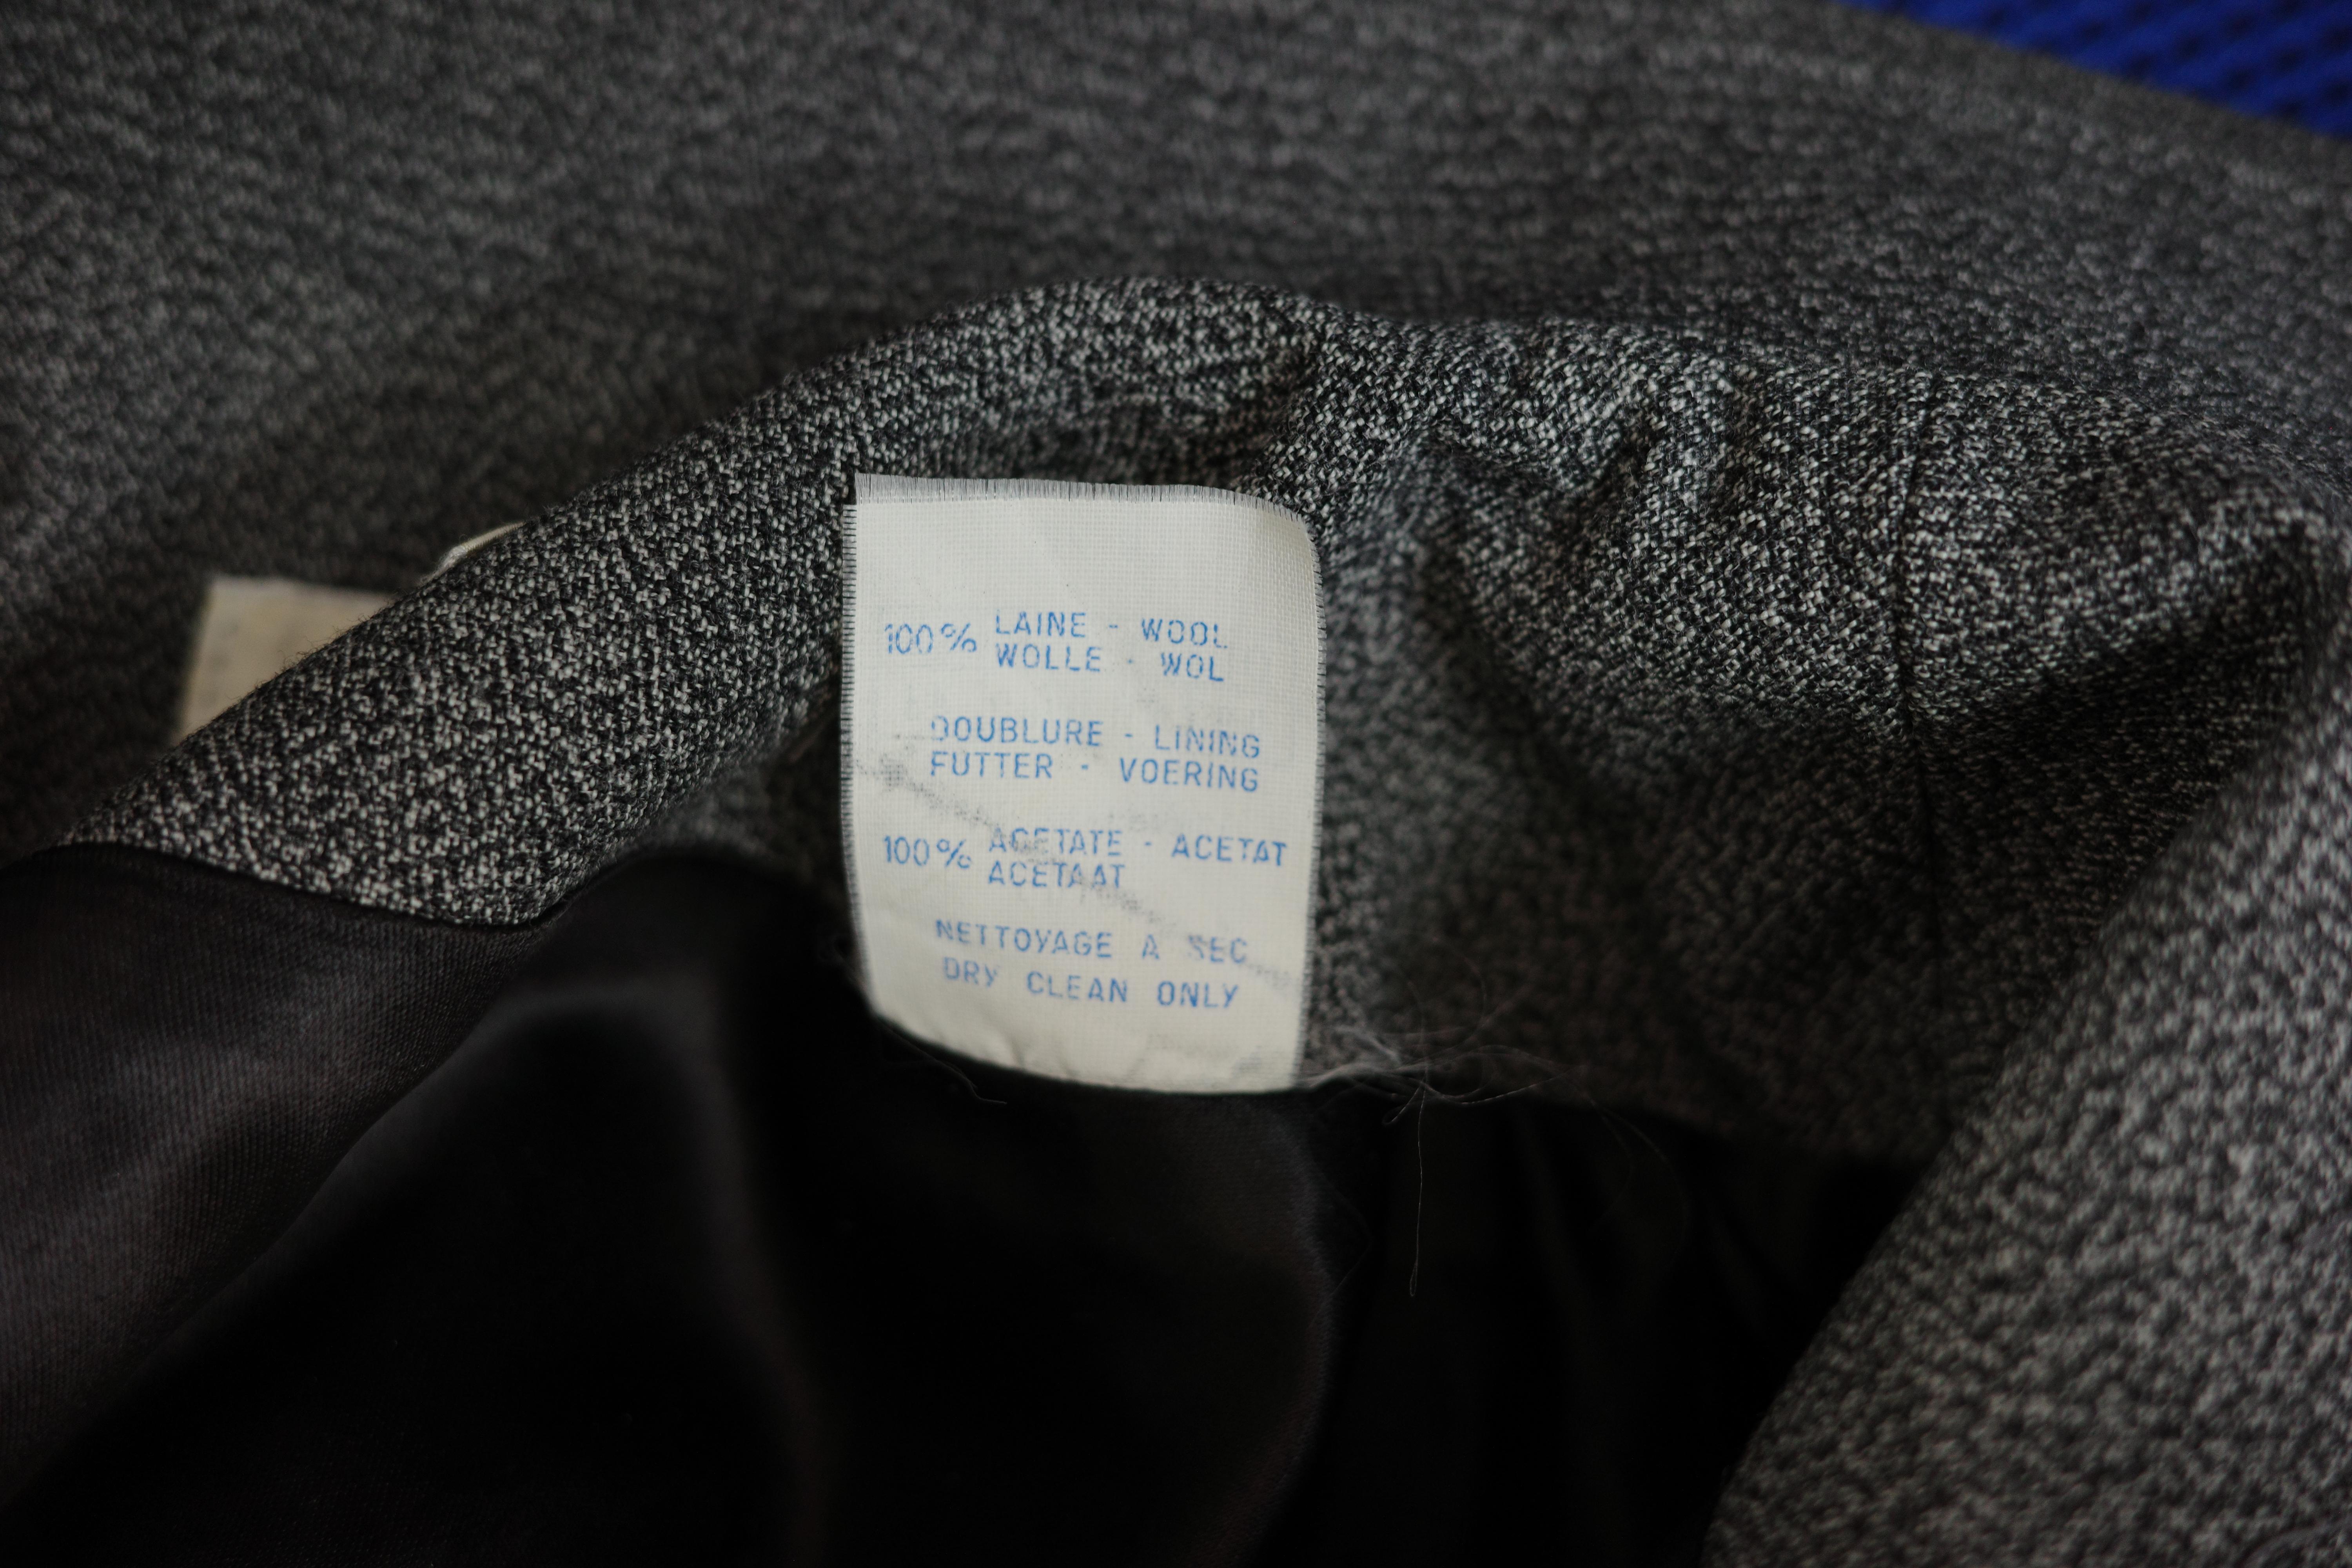 100% LAINE - WOOL
WOLLE - WOL
DOUBLURE - LINING
FUTTER - VOERING
100% ACETATE - ACETAT
ACETAAT
NETTOYAGE A SEC
DRY CLEAN ONLY